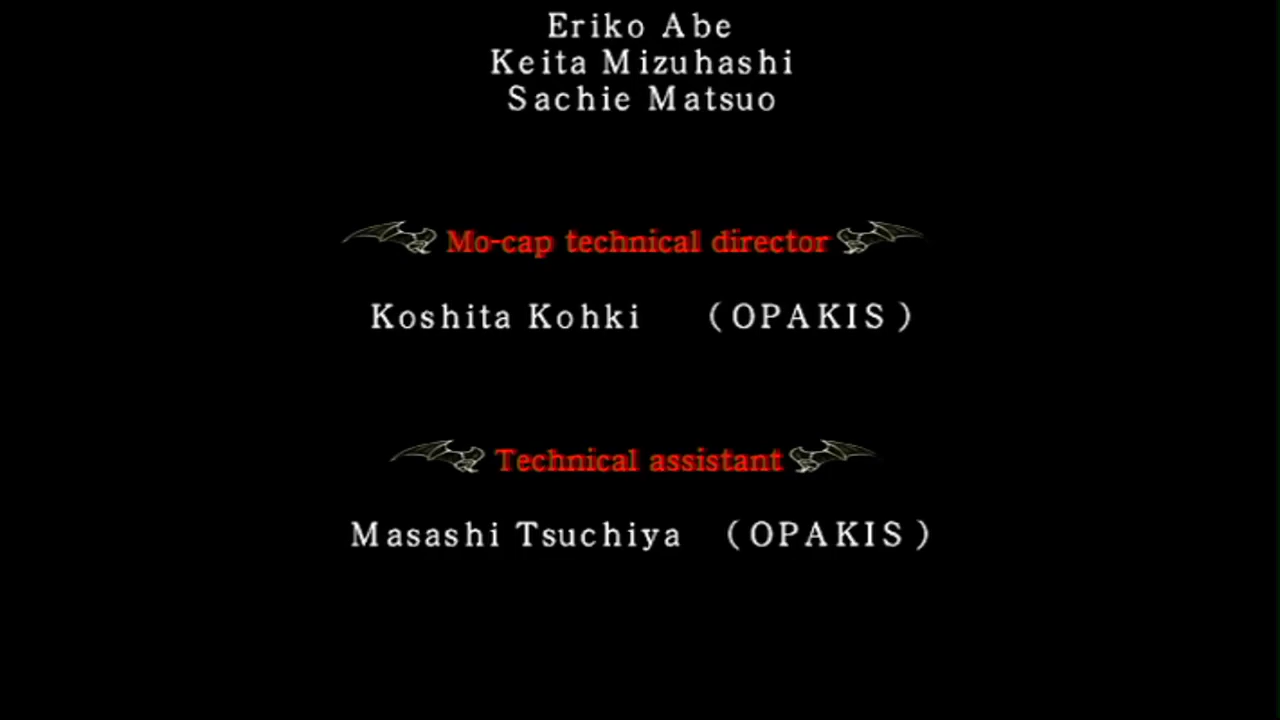 Eriko Abe
Keita Mizuhashi
Sachie Matsuo
Mo-cap technical director
Koshita Kohki (OPAKIS)
Technical assistant
Masashi Tsuchiya (OPAKIS)